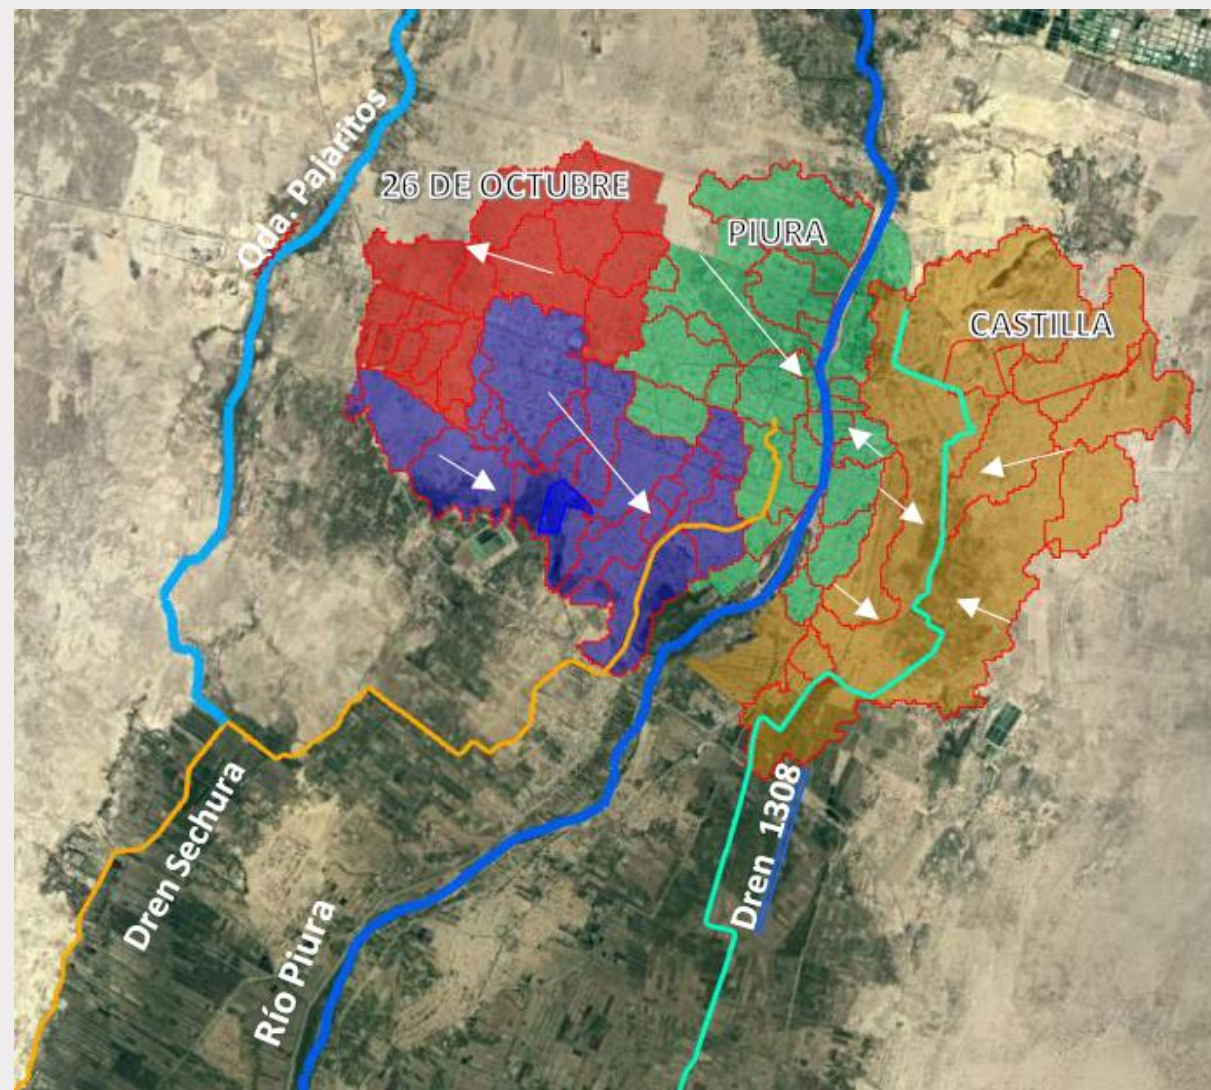 Qda. Pajaritos
26 DE OCTUBRE
PIURA
CASTILLA
Dren Sechura
Río Piura
Dren 1308